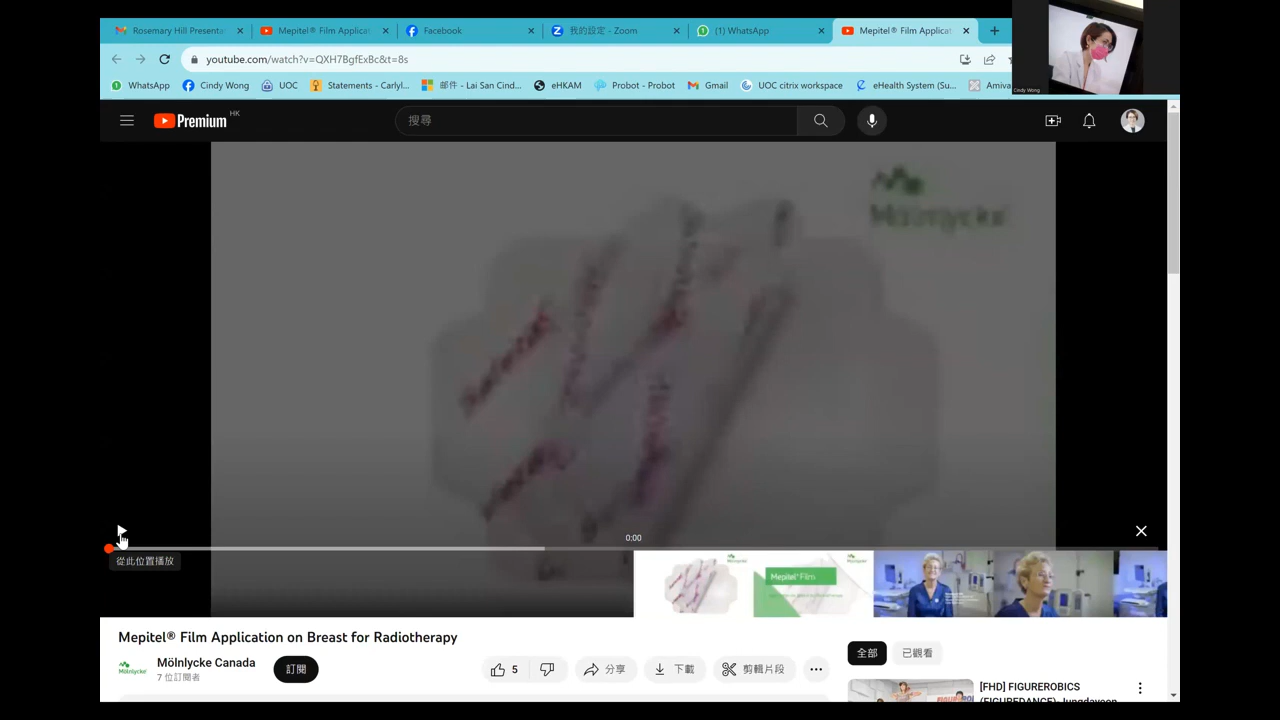 Rosemary Hill Presenta
Mepitel® Film Applicat
Facebook
我的設定 - Zoom
(1) WhatsApp
Mepitel® Film Applicat
youtube.com/watch?v=QXH7BgfExBc&t=8s
WhatsApp
Cindy Wong
UOC
Statements - Carlyl...
邮件 - Lai San Cind...
eHKAM
Probot - Probot
Gmail
UOC citrix workspace
eHealth System (Su...
Amiva
Cindy Wong
Premium HK
搜尋
Mölnlycke
0:00
從此位置播放
Mepitel® Film
Mepitel® Film Application on Breast for Radiotherapy
Mölnlycke Canada
7 位訂閱者
訂閱
5
分享
下載
剪輯片段
全部
已觀看
[FHD] FIGUREROBICS